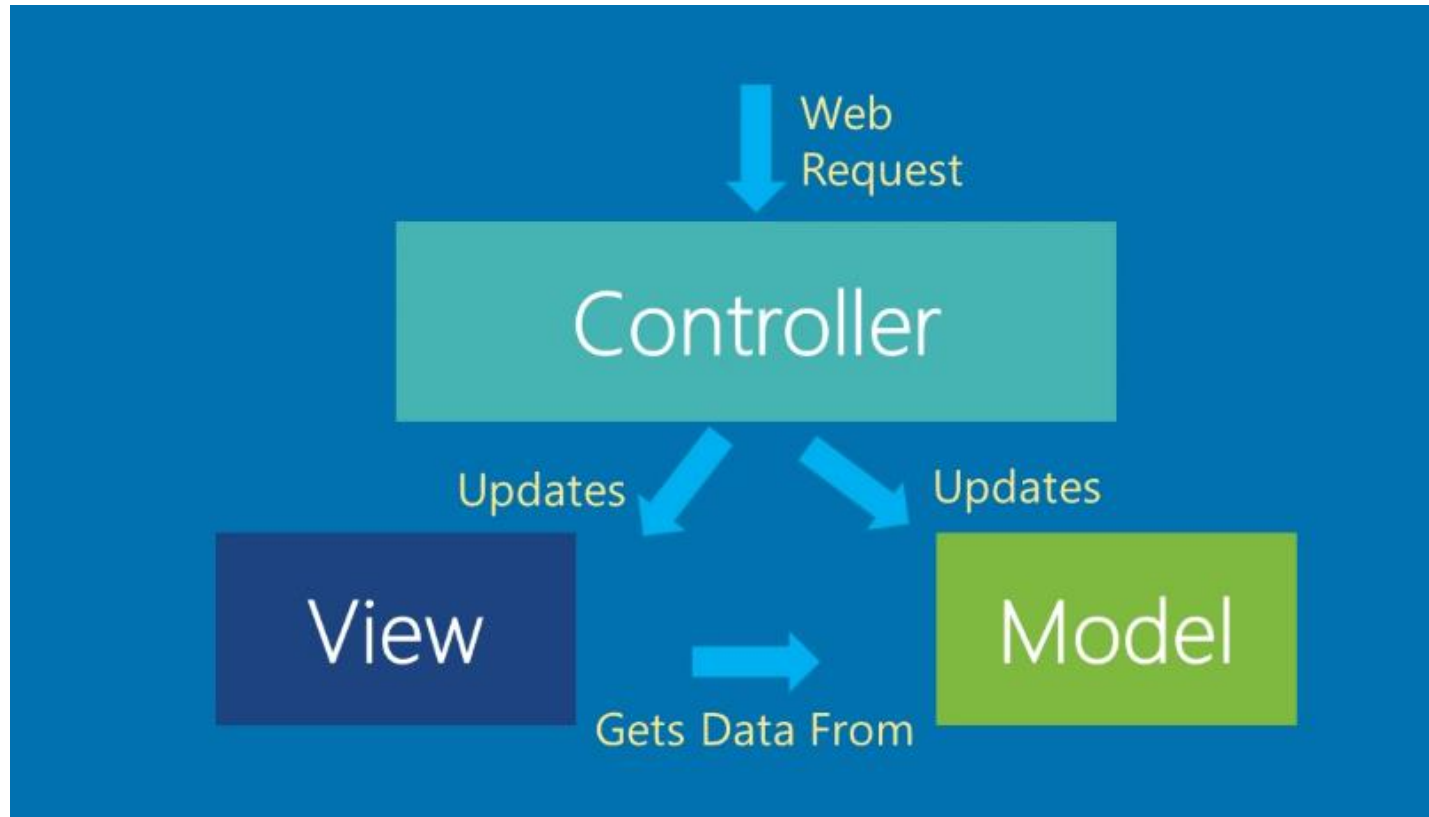 Web
Request
Controller
Updates
Updates
View
Model
Gets Data From